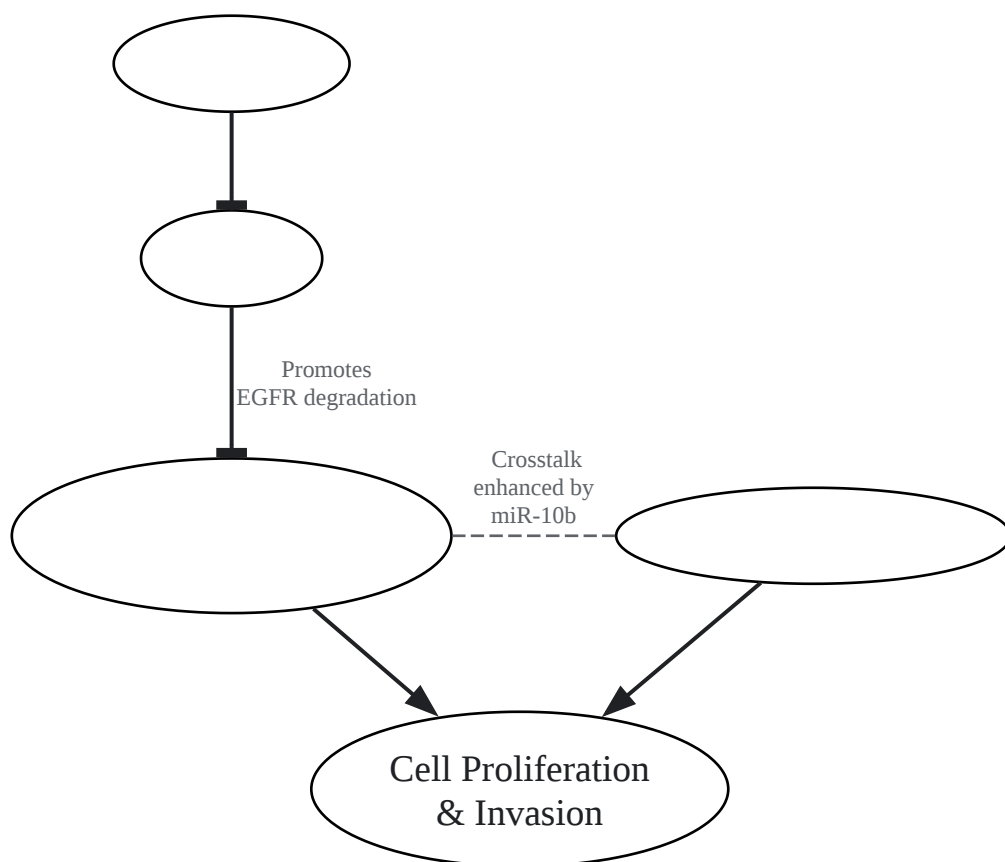 Promotes
EGFR degradation
Crosstalk
enhanced by
miR-10b
Cell Proliferation
& Invasion